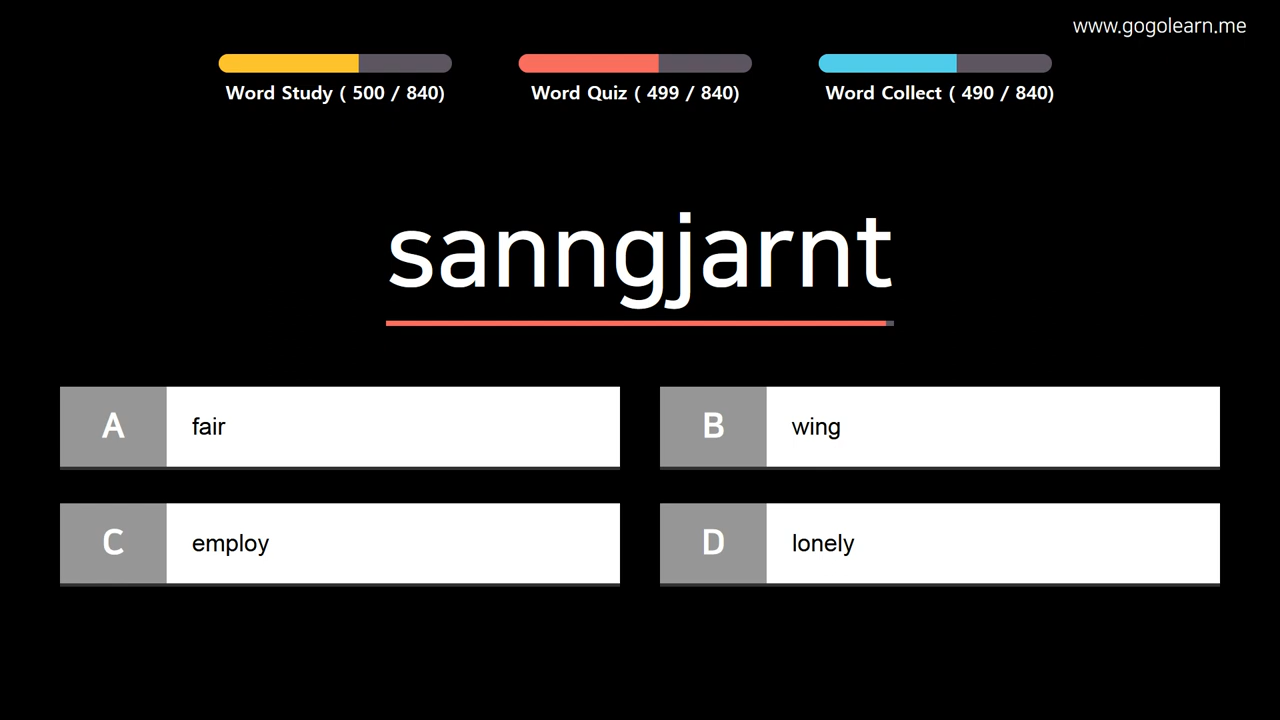 www.gogolearn.me
Word Study ( 500 / 840)
Word Quiz ( 499 / 840)
Word Collect ( 490 / 840)
sanngjarnt
A fair
B wing
C employ
D lonely